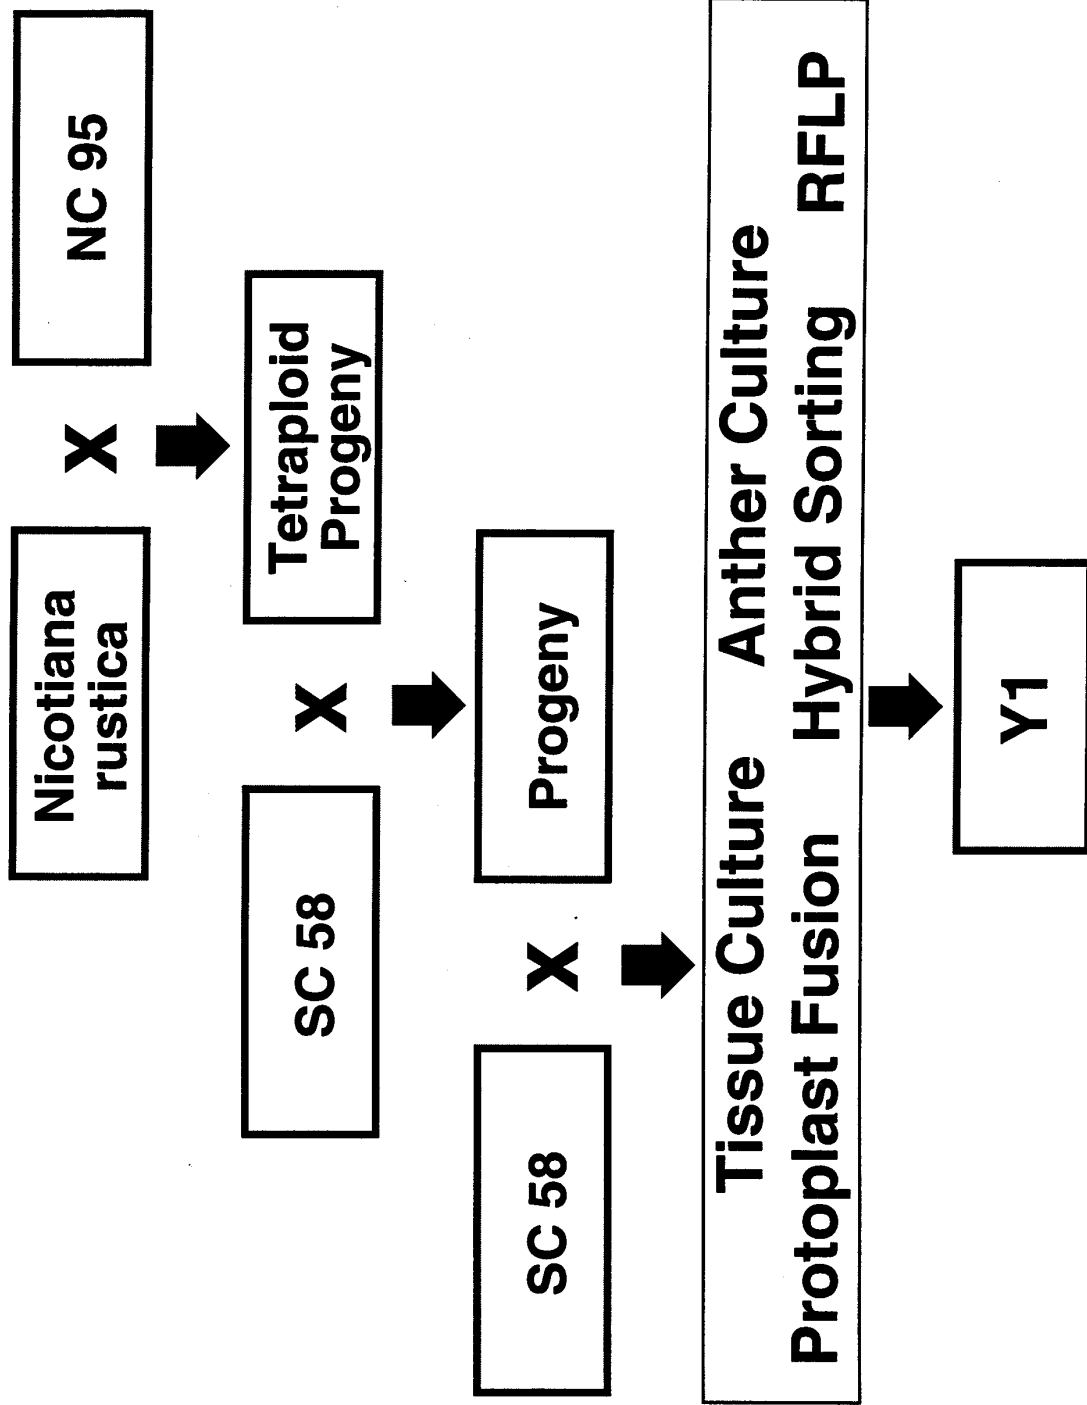 Nicotiana
rustica
X
NC 95
SC 58
X
Tetraploid
Progeny
SC 58
X
Progeny
Tissue Culture Anther Culture
Protoplast Fusion Hybrid Sorting RFLP
Y1